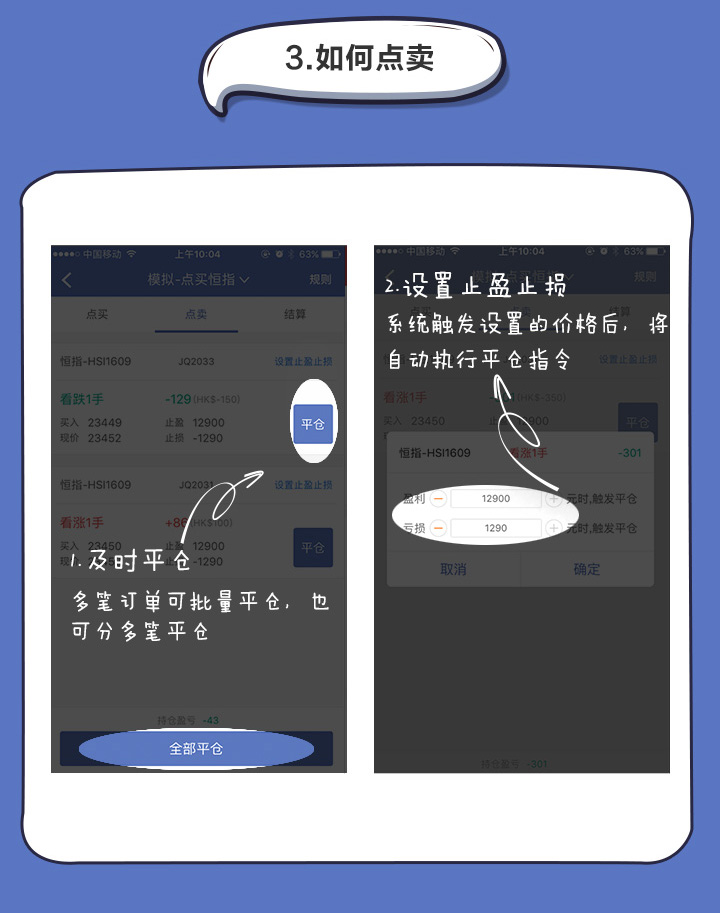 3.如何点卖
中国移动 上午10:04 63%
模拟-点买恒指 规则
点买 点卖 结算
恒指-HSI1609 JQ2033 设置止盈止损
看跌1手 -129 (HK$-150)
买入 23449 止盈 12900
平仓
现价 23452 止损 -1290
恒指-HSI1609 JQ2031 设置止盈止损
看涨1手 +86 (HK$100)
买入 23450 止盈 12900
平仓
-1290
1.及时平仓
多笔订单可批量平仓,也
可分多笔平仓
持仓盈亏 -43
全部平仓
中国移动 上午10:04 63%
模拟-点买恒指 规则
2.设置止盈止损
结算
系统触发设置的价格后,将
自动执行平仓指令
设置止盈止损
看涨1手 (HK$-350)
买入 23450 12900
平仓
恒指-HSI1609 看涨1手 -301
盈利 12900 元时,触发平仓
亏损 1290 元时,触发平仓
取消 确定
持仓盈亏 -301